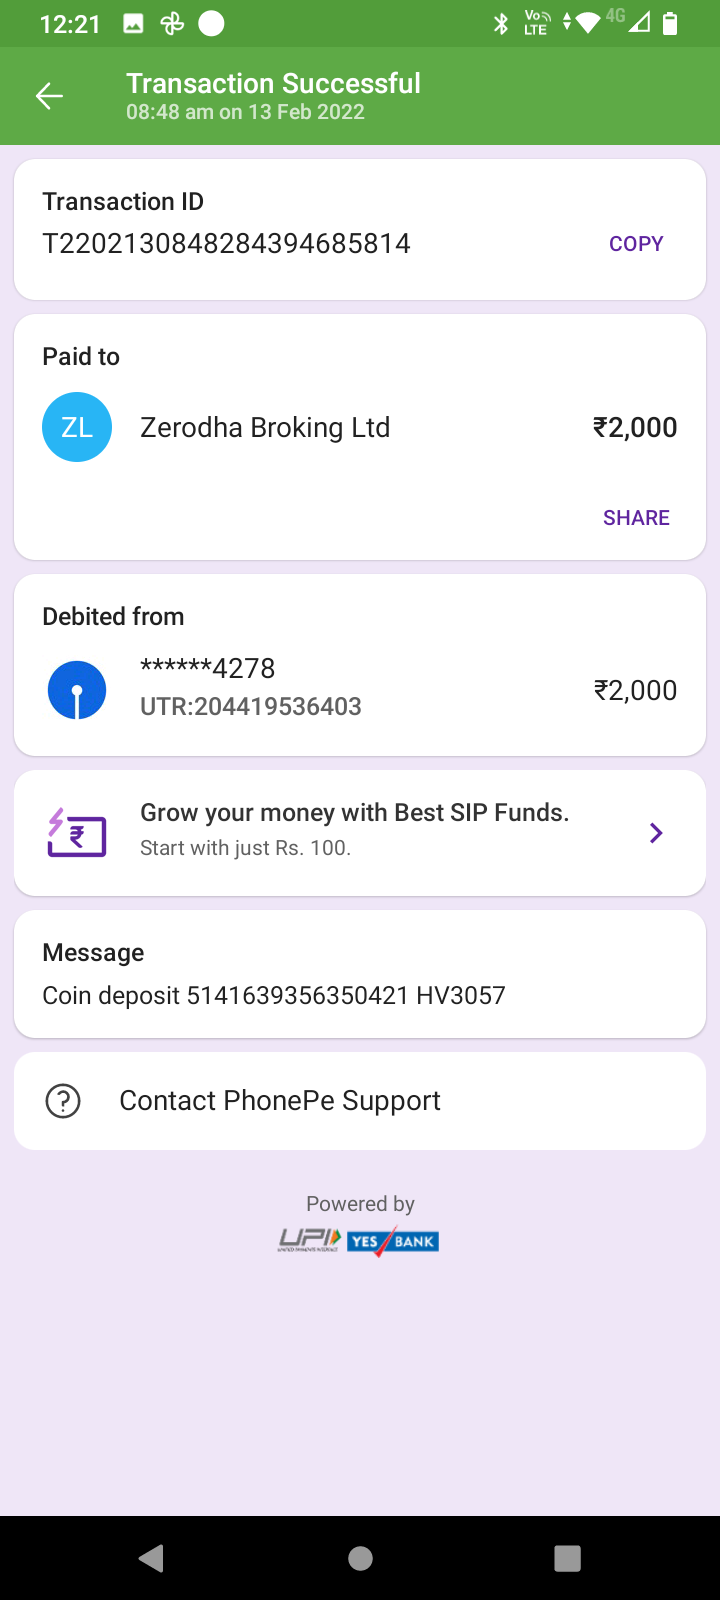 12:21 Vo LTE 4G
Transaction Successful
08:48 am on 13 Feb 2022
Transaction ID
T2202130848284394685814 COPY
Paid to
ZL Zerodha Broking Ltd ₹2,000
SHARE
Debited from
******4278
UTR:204419536403 ₹2,000
Grow your money with Best SIP Funds.
Start with just Rs. 100.
Message
Coin deposit 5141639356350421 HV3057
Contact PhonePe Support
Powered by
UPI YES BANK
UNIFIED PAYMENTS INTERFACE